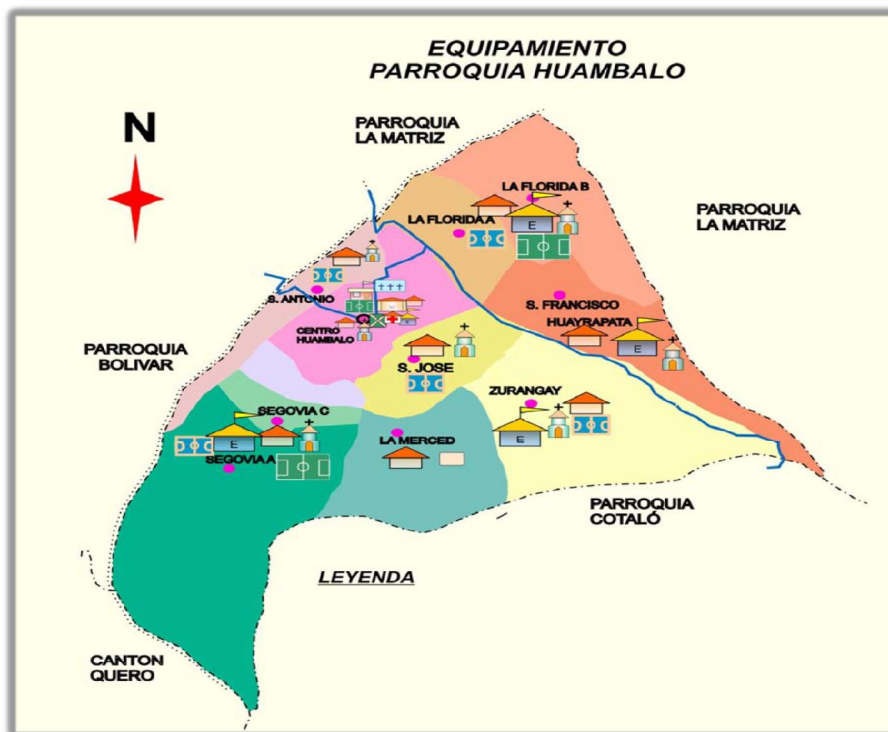 EQUIPAMIENTO
PARROQUIA HUAMBALO
N
PARROQUIA
LA MATRIZ
LA FLORIDA B
LA FLORIDA A
E
PARROQUIA
LA MATRIZ
S. ANTONIO
S. FRANCISCO
HUAYRAPATA
E
CENTRO
HUAMBALO
PARROQUIA
BOLIVAR
S. JOSE
ZURANGAY
E
SEGOVIA C
E
LA MERCED
SEGOVIA A
PARROQUIA
COTALÓ
LEYENDA
CANTON
QUERO